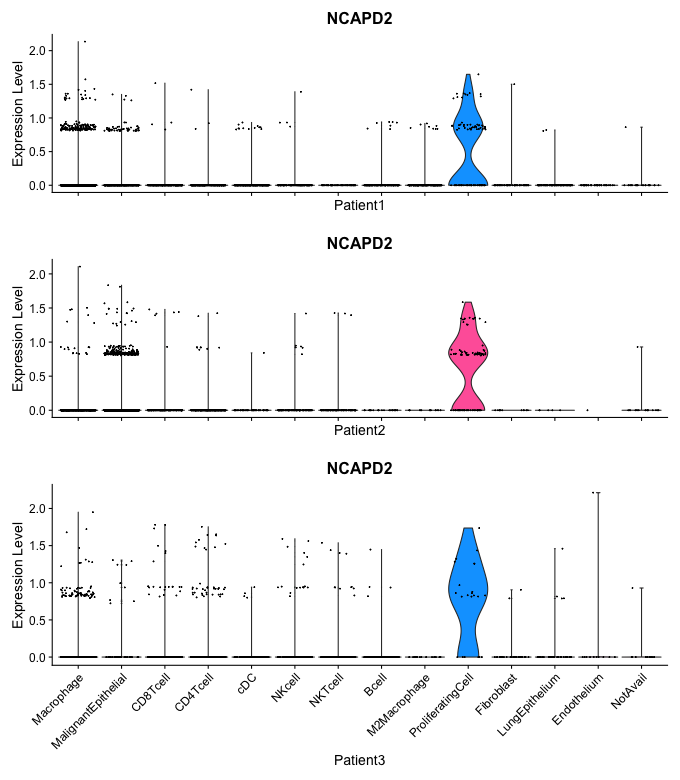 NCAPD2
Expression Level
2.0
1.5
1.0
0.5
0.0
Patient1
NCAPD2
Expression Level
2.0
1.5
1.0
0.5
0.0
Patient2
NCAPD2
Expression Level
2.0
1.5
1.0
0.5
0.0
Macrophage
MalignantEpithelial
CD8Tcell
CD4Tcell
cDC
NKcell
NKTcell
Bcell
M2Macrophage
ProliferatingCell
Fibroblast
LungEpithelium
Endothelium
NotAvail
Patient3